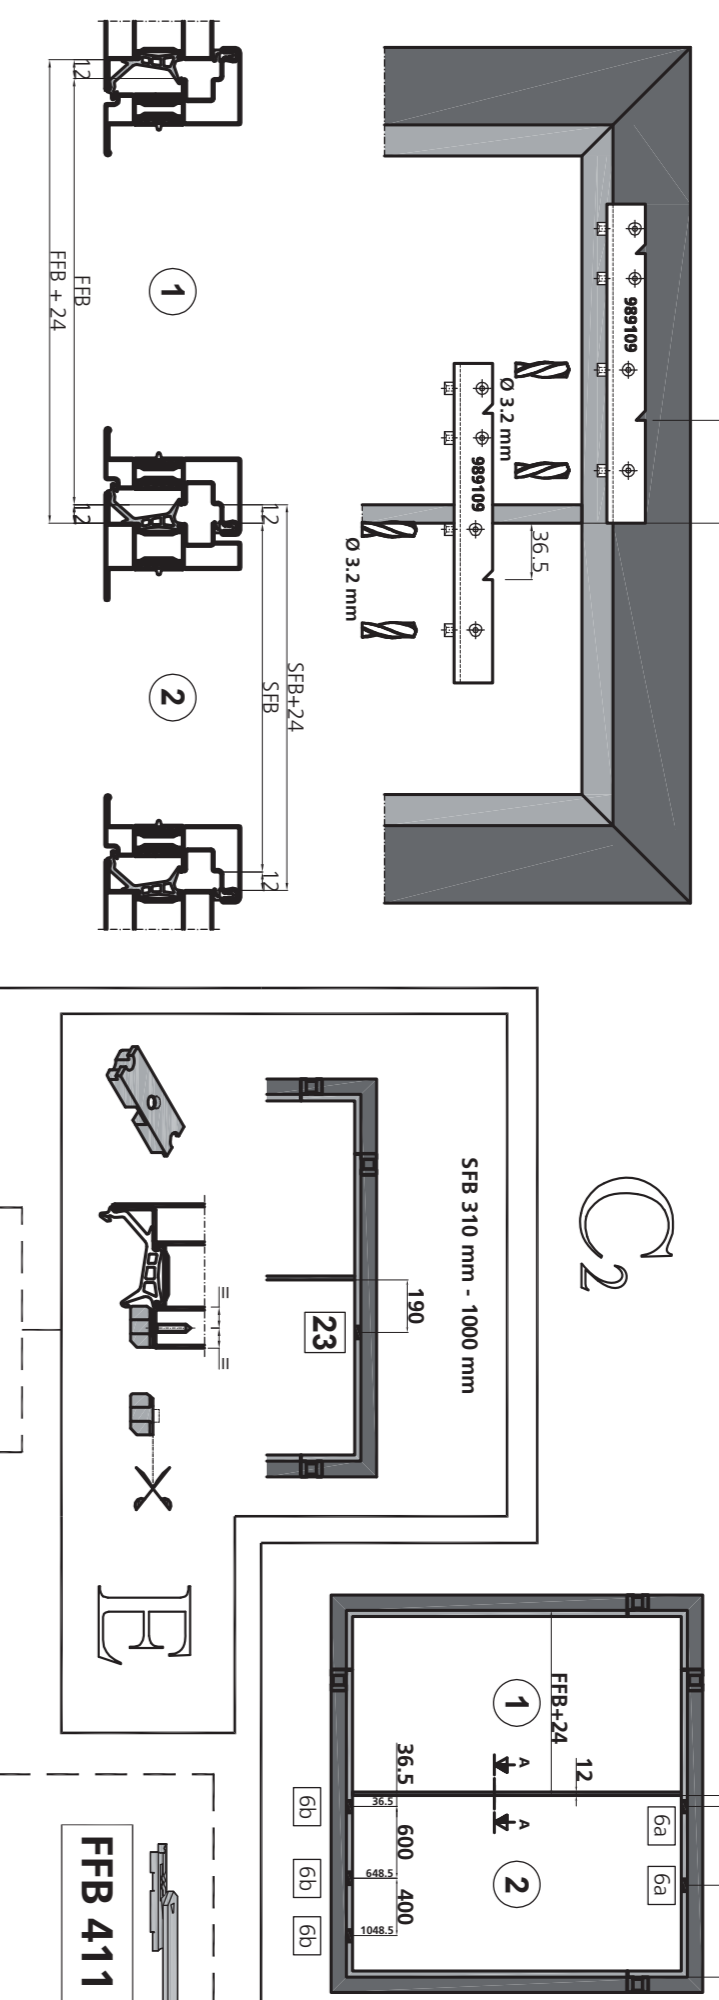 989109
Ø 3.2 mm
989109
36.5
Ø 3.2 mm
12
FFB
FFB + 24
1
12
12
SFB+24
SFB
2
12
C2
SFB 310 mm - 1000 mm
190
23
=
=
E
1
FFB+24
12
A
A
2
6a
6a
36.5
36.5
600
648.5
400
1048.5
6b
6b
6b
FFB 411